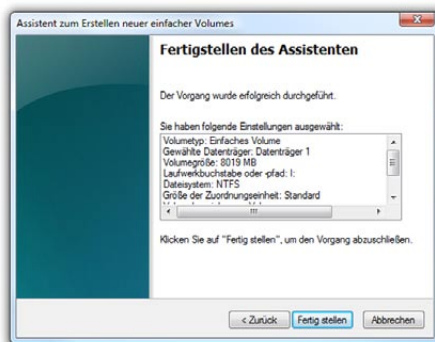 Assistent zum Erstellen neuer einfacher Volumes
Fertigstellen des Assistenten
Der Vorgang wurde erfolgreich durchgeführt.
Sie haben folgende Einstellungen ausgewählt:
Volumetyp: Einfaches Volume
Gewählte Datenträger: Datenträger 1
Volumegröße: 8019 MB
Laufwerkbuchstabe oder -pfad: I:
Dateisystem: NTFS
Größe der Zuordnungseinheit: Standard
Klicken Sie auf "Fertig stellen", um den Vorgang abzuschließen.
< Zurück Fertig stellen Abbrechen